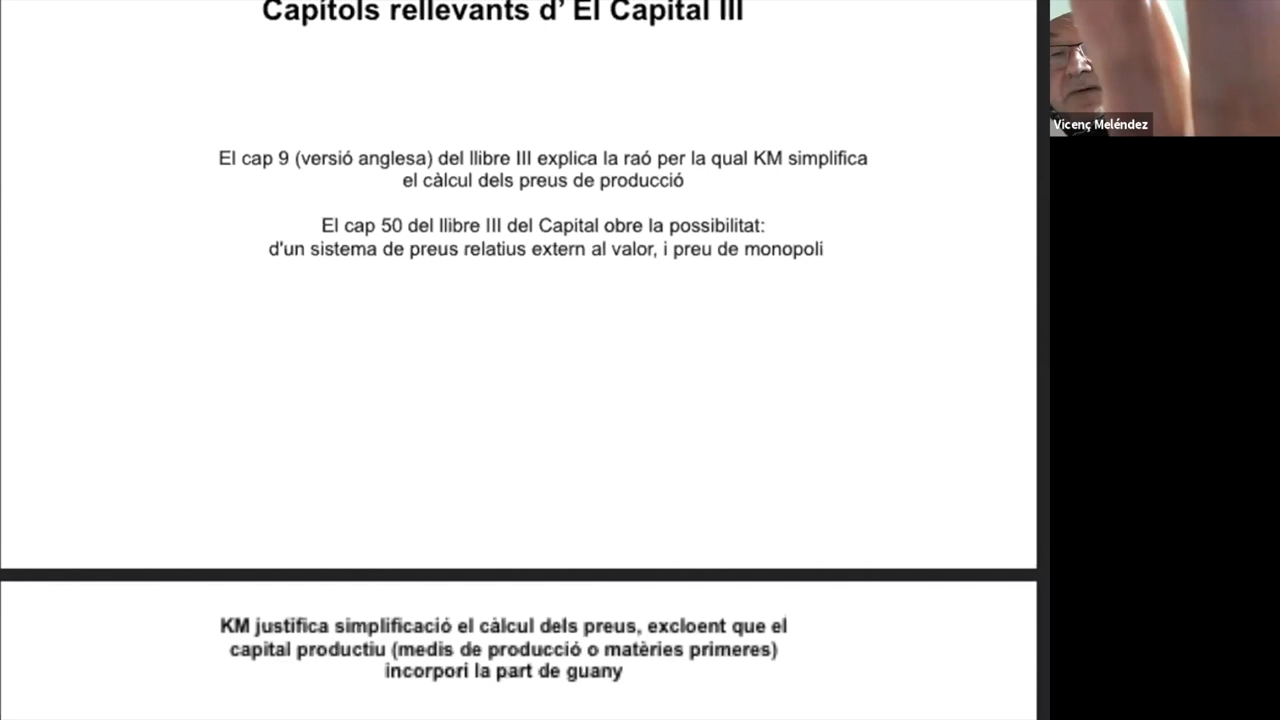 Capítols rellevants d’ El Capital III
El cap 9 (versió anglesa) del llibre III explica la raó per la qual KM simplifica
el càlcul dels preus de producció
El cap 50 del llibre III del Capital obre la possibilitat:
d'un sistema de preus relatius extern al valor, i preu de monopoli
KM justifica simplificació el càlcul dels preus, excloent que el
capital productiu (medis de producció o matèries primeres)
incorpori la part de guany
Vicenç Meléndez